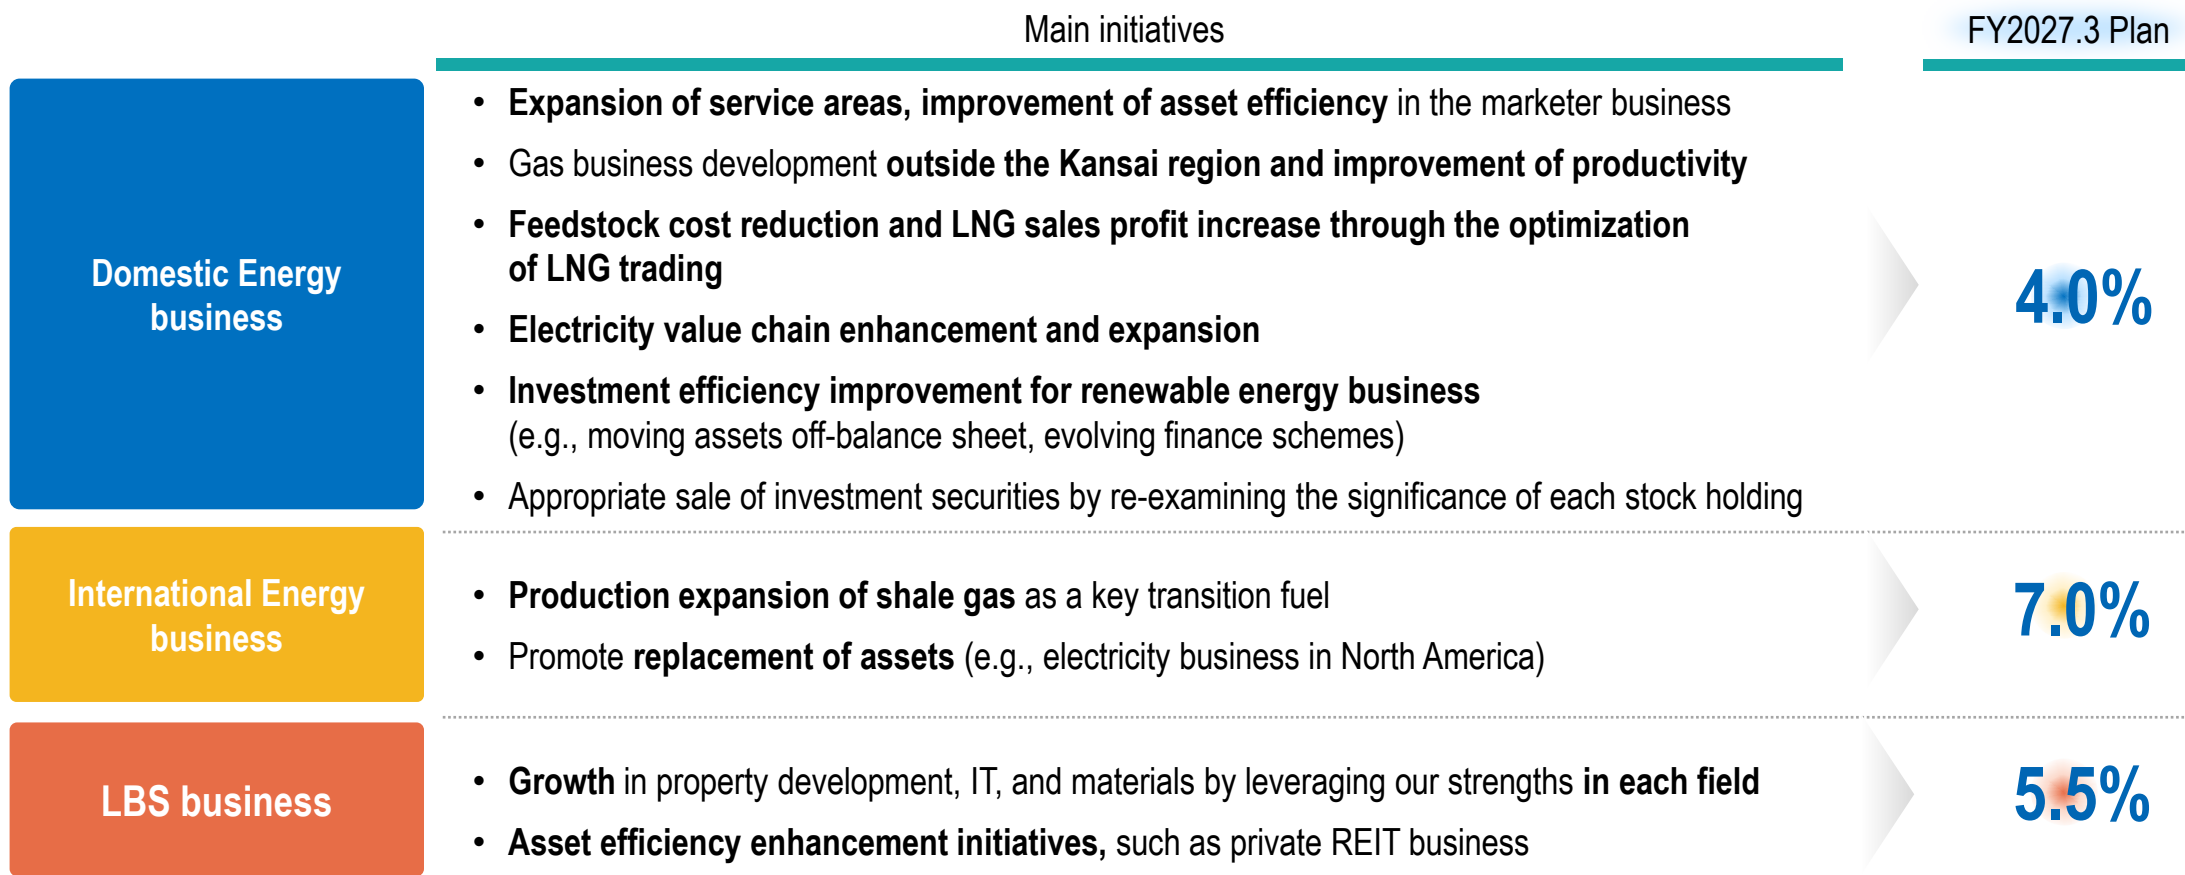 Main initiatives
FY2027.3 Plan
Domestic Energy
business
• Expansion of service areas, improvement of asset efficiency in the marketer business
• Gas business development outside the Kansai region and improvement of productivity
• Feedstock cost reduction and LNG sales profit increase through the optimization
of LNG trading
• Electricity value chain enhancement and expansion
• Investment efficiency improvement for renewable energy business
(e.g., moving assets off-balance sheet, evolving finance schemes)
• Appropriate sale of investment securities by re-examining the significance of each stock holding
4.0%
International Energy
business
• Production expansion of shale gas as a key transition fuel
• Promote replacement of assets (e.g., electricity business in North America)
7.0%
LBS business
• Growth in property development, IT, and materials by leveraging our strengths in each field
• Asset efficiency enhancement initiatives, such as private REIT business
5.5%